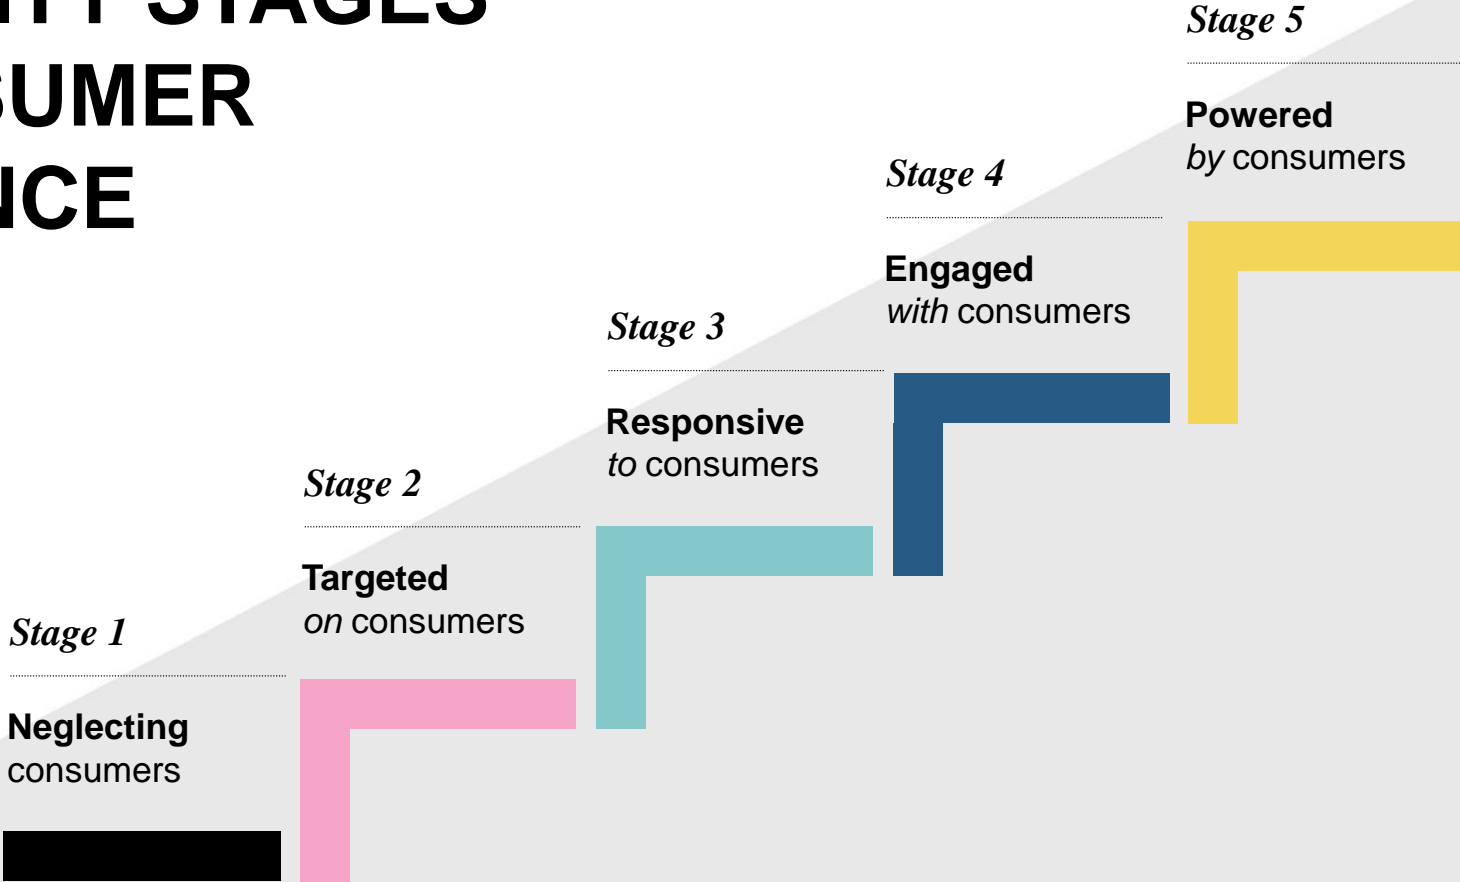 STAGES
SUMER
NCE
Stage 5
Powered
by consumers
Stage 4
Engaged
with consumers
Stage 3
Responsive
to consumers
Stage 2
Targeted
on consumers
Stage 1
Neglecting
consumers